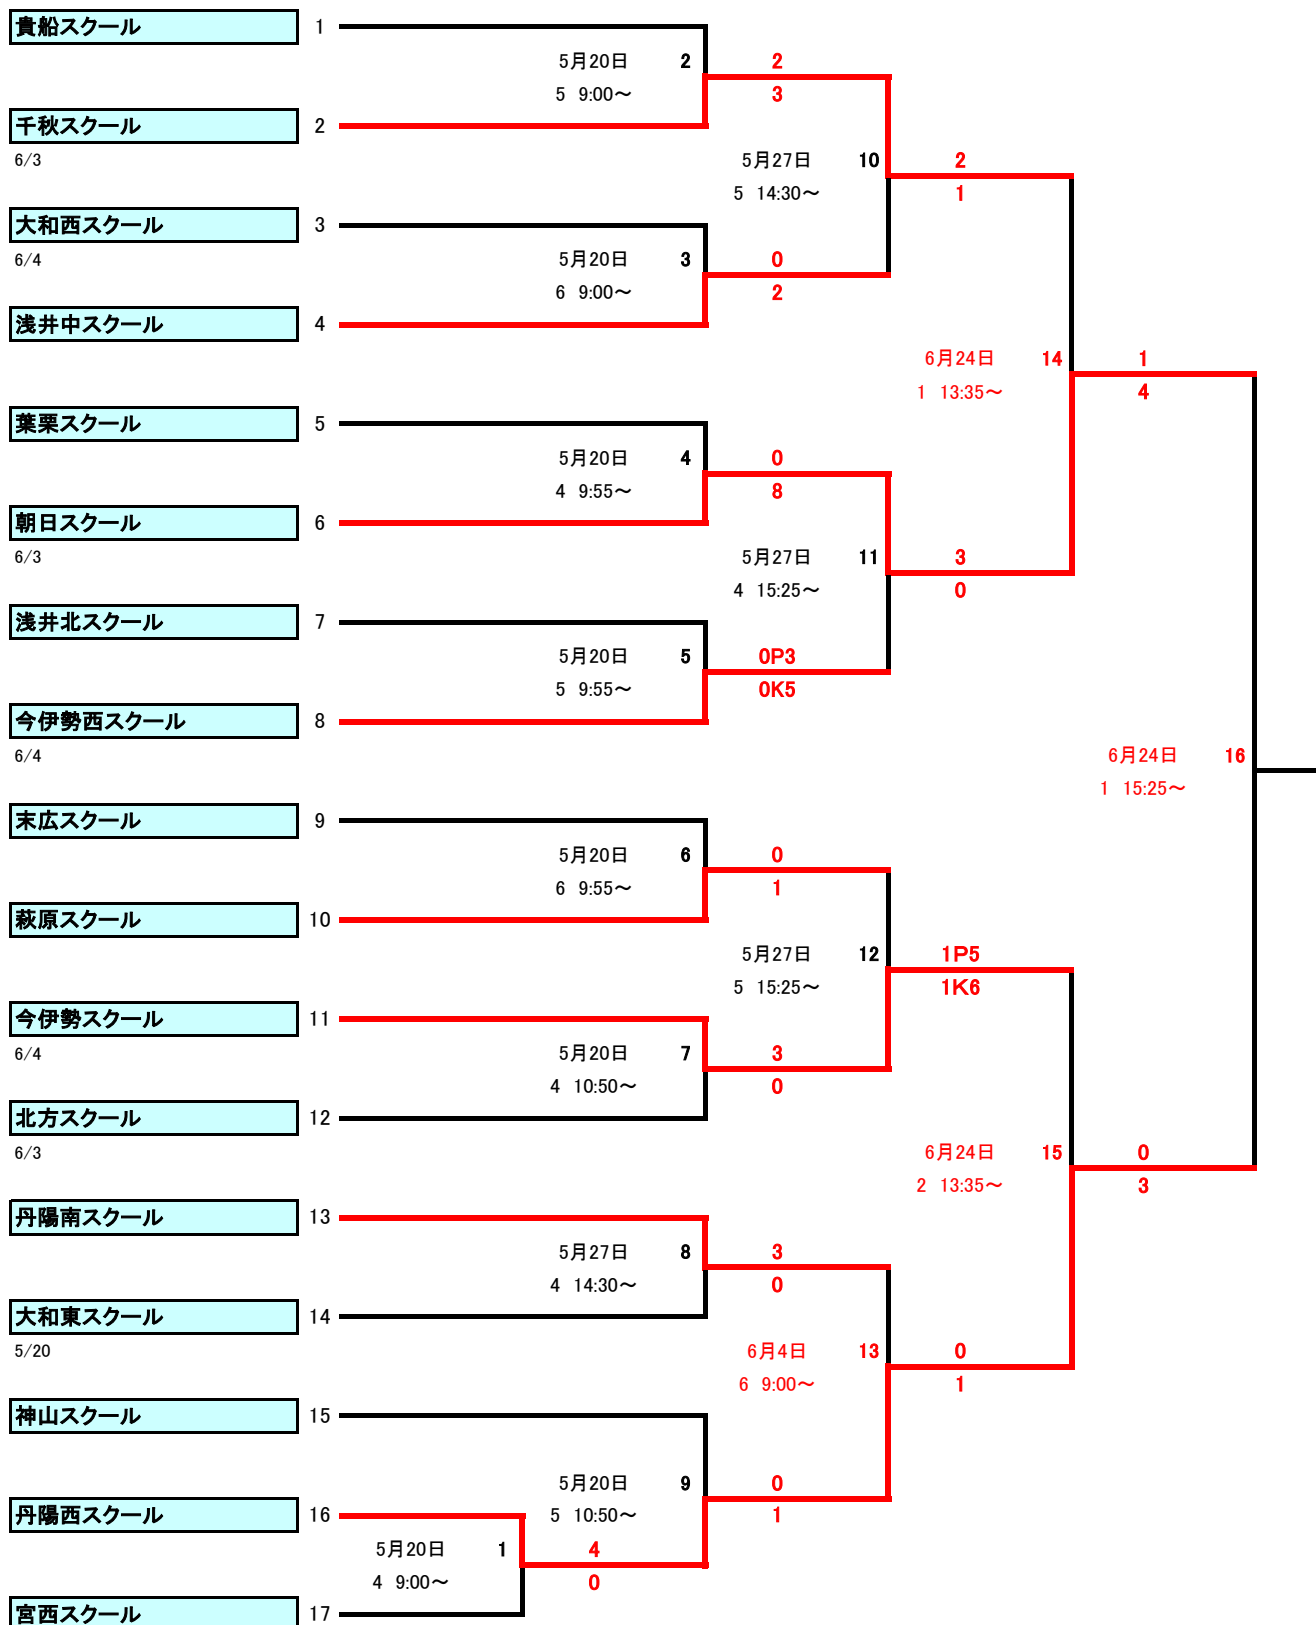 貴船スクール 1
5月20日 2 2
5 9:00～ 3
千秋スクール 2
6/3
5月27日 10 2
5 14:30～ 1
大和西スクール 3
6/4
5月20日 3 0
6 9:00～ 2
浅井中スクール 4
6月24日 14 1
1 13:35～ 4
葉栗スクール 5
5月20日 4 0
4 9:55～ 8
朝日スクール 6
6/3
5月27日 11 3
4 15:25～ 0
浅井北スクール 7
5月20日 5 0P3
5 9:55～ 0K5
今伊勢西スクール 8
6/4
6月24日 16
1 15:25～
末広スクール 9
5月20日 6 0
6 9:55～ 1
萩原スクール 10
5月27日 12 1P5
5 15:25～ 1K6
今伊勢スクール 11
6/4
5月20日 7 3
4 10:50～ 0
北方スクール 12
6/3
6月24日 15 0
2 13:35～ 3
丹陽南スクール 13
5月27日 8 3
4 14:30～ 0
大和東スクール 14
5/20
6月4日 13 0
6 9:00～ 1
神山スクール 15
5月20日 9 0
5 10:50～ 1
丹陽西スクール 16
5月20日 1 4
4 9:00～ 0
宮西スクール 17